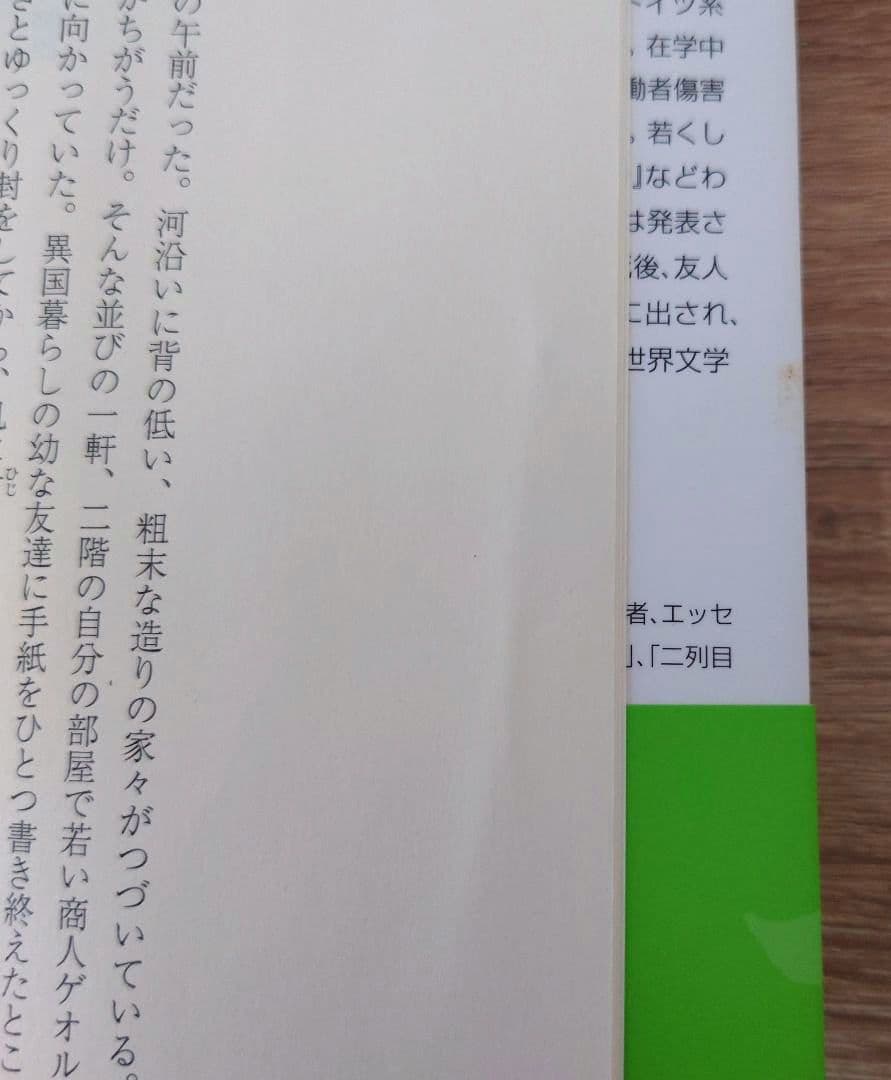 の午前だった。河沿いに背の低い、粗末な造りの家々がつづいている。
がちがうだけ。そんな並びの一軒、二階の自分の部屋で若い商人ゲオル
に向かっていた。異国暮らしの幼な友達に手紙をひとつ書き終えたとこ
とゆっくり封をしてから、
ひじ
ドイツ系
。在学中
働者傷害
。若くし
』などわ
は発表さ
後、友人
に出され、
世界文学
者、エッセ
」、「二列目